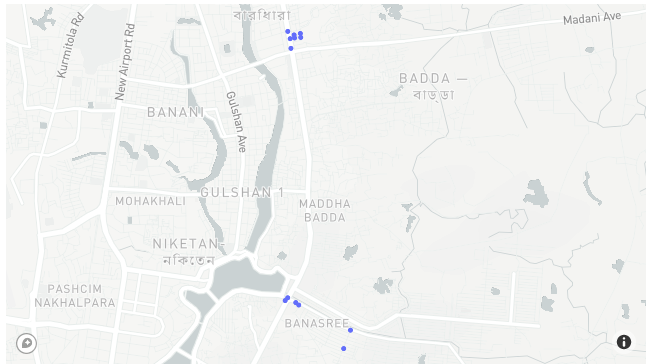 বারিধারা
Madani Ave
Kurmitola Rd
New Airport Rd
BADDA —
বাড্ডা
Gulshan Ave
BANANI
GULSHAN 1
MOHAKHALI
MADDHA
BADDA
NIKETAN-
নিকেতন
PASHCIM
NAKHALPARA
BANASREE